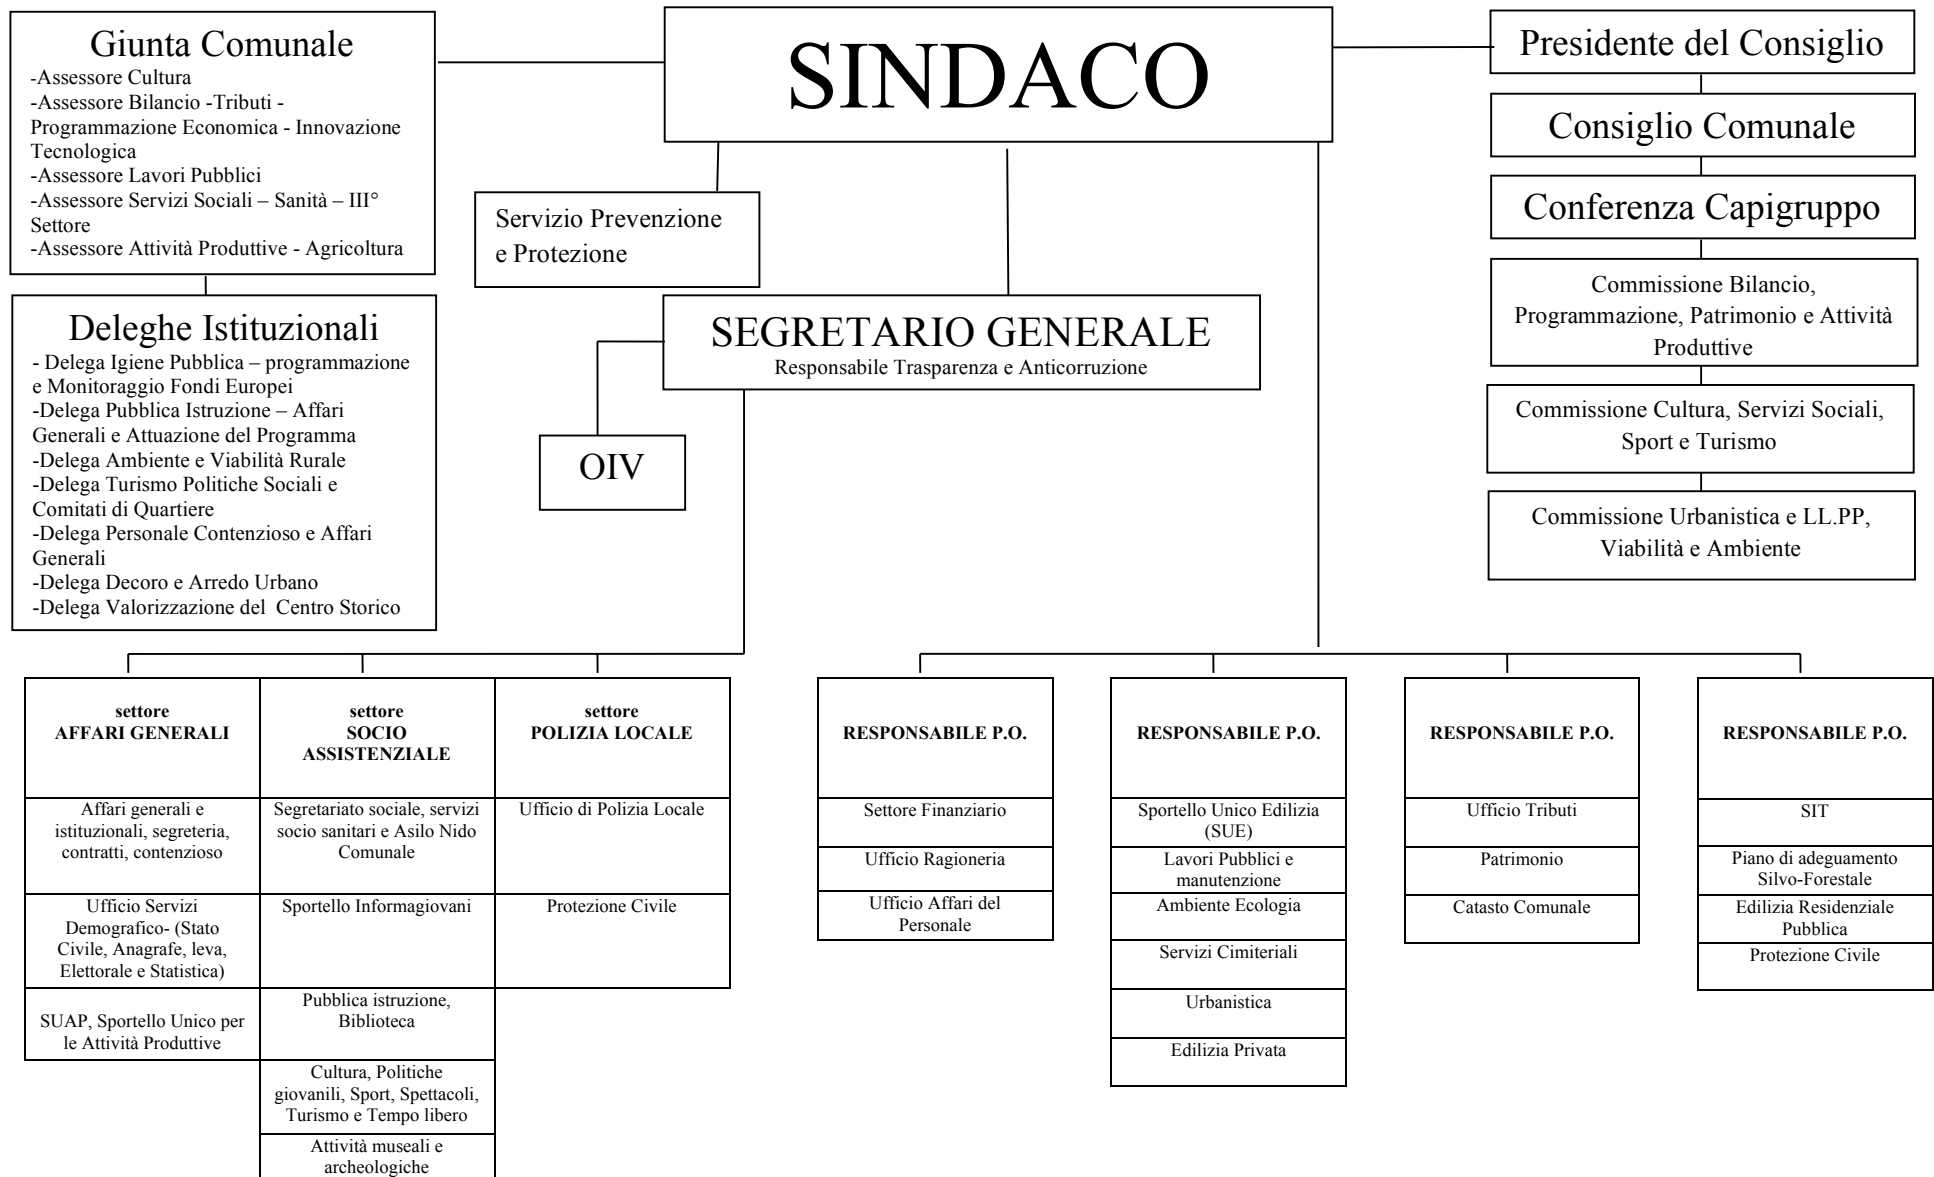 Giunta Comunale
-Assessore Cultura
-Assessore Bilancio -Tributi -
Programmazione Economica - Innovazione
Tecnologica
-Assessore Lavori Pubblici
-Assessore Servizi Sociali – Sanità – III°
Settore
-Assessore Attività Produttive - Agricoltura
SINDACO
Presidente del Consiglio
Consiglio Comunale
Conferenza Capigruppo
Commissione Bilancio,
Programmazione, Patrimonio e Attività
Produttive
Commissione Cultura, Servizi Sociali,
Sport e Turismo
Commissione Urbanistica e LL.PP,
Viabilità e Ambiente
Servizio Prevenzione
e Protezione
Deleghe Istituzionali
- Delega Igiene Pubblica – programmazione
e Monitoraggio Fondi Europei
-Delega Pubblica Istruzione – Affari
Generali e Attuazione del Programma
-Delega Ambiente e Viabilità Rurale
-Delega Turismo Politiche Sociali e
Comitati di Quartiere
-Delega Personale Contenzioso e Affari
Generali
-Delega Decoro e Arredo Urbano
-Delega Valorizzazione del  Centro Storico
SEGRETARIO GENERALE
Responsabile Trasparenza e Anticorruzione
OIV
settore
AFFARI GENERALI
Affari generali e
istituzionali, segreteria,
contratti, contenzioso
Ufficio Servizi
Demografico- (Stato
Civile, Anagrafe, leva,
Elettorale e Statistica)
SUAP, Sportello Unico per
le Attività Produttive
settore
SOCIO
ASSISTENZIALE
Segretariato sociale, servizi
socio sanitari e Asilo Nido
Comunale
Sportello Informagiovani
Pubblica istruzione,
Biblioteca
Cultura, Politiche
giovanili, Sport, Spettacoli,
Turismo e Tempo libero
Attività museali e
archeologiche
settore
POLIZIA LOCALE
Ufficio di Polizia Locale
Protezione Civile
RESPONSABILE P.O.
Settore Finanziario
Ufficio Ragioneria
Ufficio Affari del
Personale
RESPONSABILE P.O.
Sportello Unico Edilizia
(SUE)
Lavori Pubblici e
manutenzione
Ambiente Ecologia
Servizi Cimiteriali
Urbanistica
Edilizia Privata
RESPONSABILE P.O.
Ufficio Tributi
Patrimonio
Catasto Comunale
RESPONSABILE P.O.
SIT
Piano di adeguamento
Silvo-Forestale
Edilizia Residenziale
Pubblica
Protezione Civile